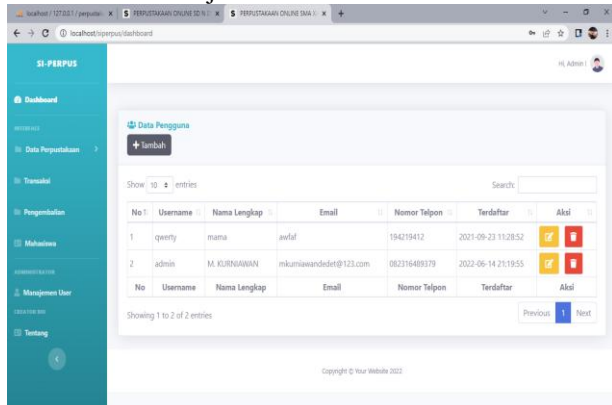 localhost / 127.0.0.1 / perpustak
PERPUSTAKAAN ONLINE SD N
PERPUSTAKAAN ONLINE SMA
localhost/siperpus/dashboard
SI-PERPUS
Hi, Admin !
Dashboard
INTERFACE
Data Perpustakaan
Transaksi
Pengembalian
Mahasiswa
ADMINISTRATOR
Manajemen User
Tentang
Data Pengguna
+ Tambah
Show 10 entries
Search:
No Username Nama Lengkap Email Nomor Telpon Terdaftar Aksi
1 qwerty mama awfaf 194219412 2021-09-23 11:28:52
2 admin M. KURNIAWAN mkurniawandedet@123.com 082316489379 2022-06-14 21:19:55
No Username Nama Lengkap Email Nomor Telpon Terdaftar Aksi
Showing 1 to 2 of 2 entries
Previous 1 Next
Copyright © Your Website 2022